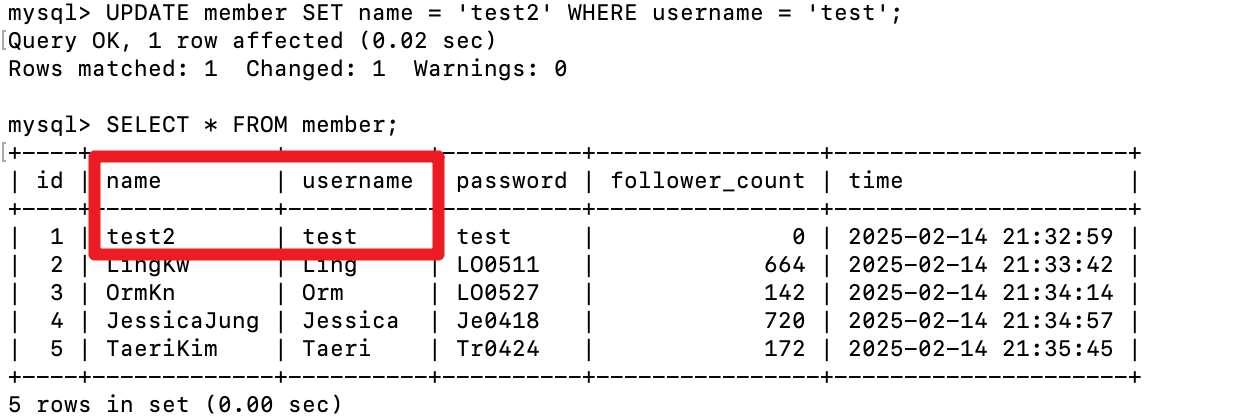 mysql> UPDATE member SET name = 'test2' WHERE username = 'test';
Query OK, 1 row affected (0.02 sec)
Rows matched: 1  Changed: 1  Warnings: 0

mysql> SELECT * FROM member;
+----+-------------+----------+----------+----------------+---------------------+
| id | name        | username | password | follower_count | time                |
+----+-------------+----------+----------+----------------+---------------------+
|  1 | test2       | test     | test     |              0 | 2025-02-14 21:32:59 |
|  2 | LingKw      | Ling     | LO0511   |            664 | 2025-02-14 21:33:42 |
|  3 | OrmKn       | Orm      | LO0527   |            142 | 2025-02-14 21:34:14 |
|  4 | JessicaJung | Jessica  | Je0418   |            720 | 2025-02-14 21:34:57 |
|  5 | TaeriKim    | Taeri    | Tr0424   |            172 | 2025-02-14 21:35:45 |
+----+-------------+----------+----------+----------------+---------------------+
5 rows in set (0.00 sec)